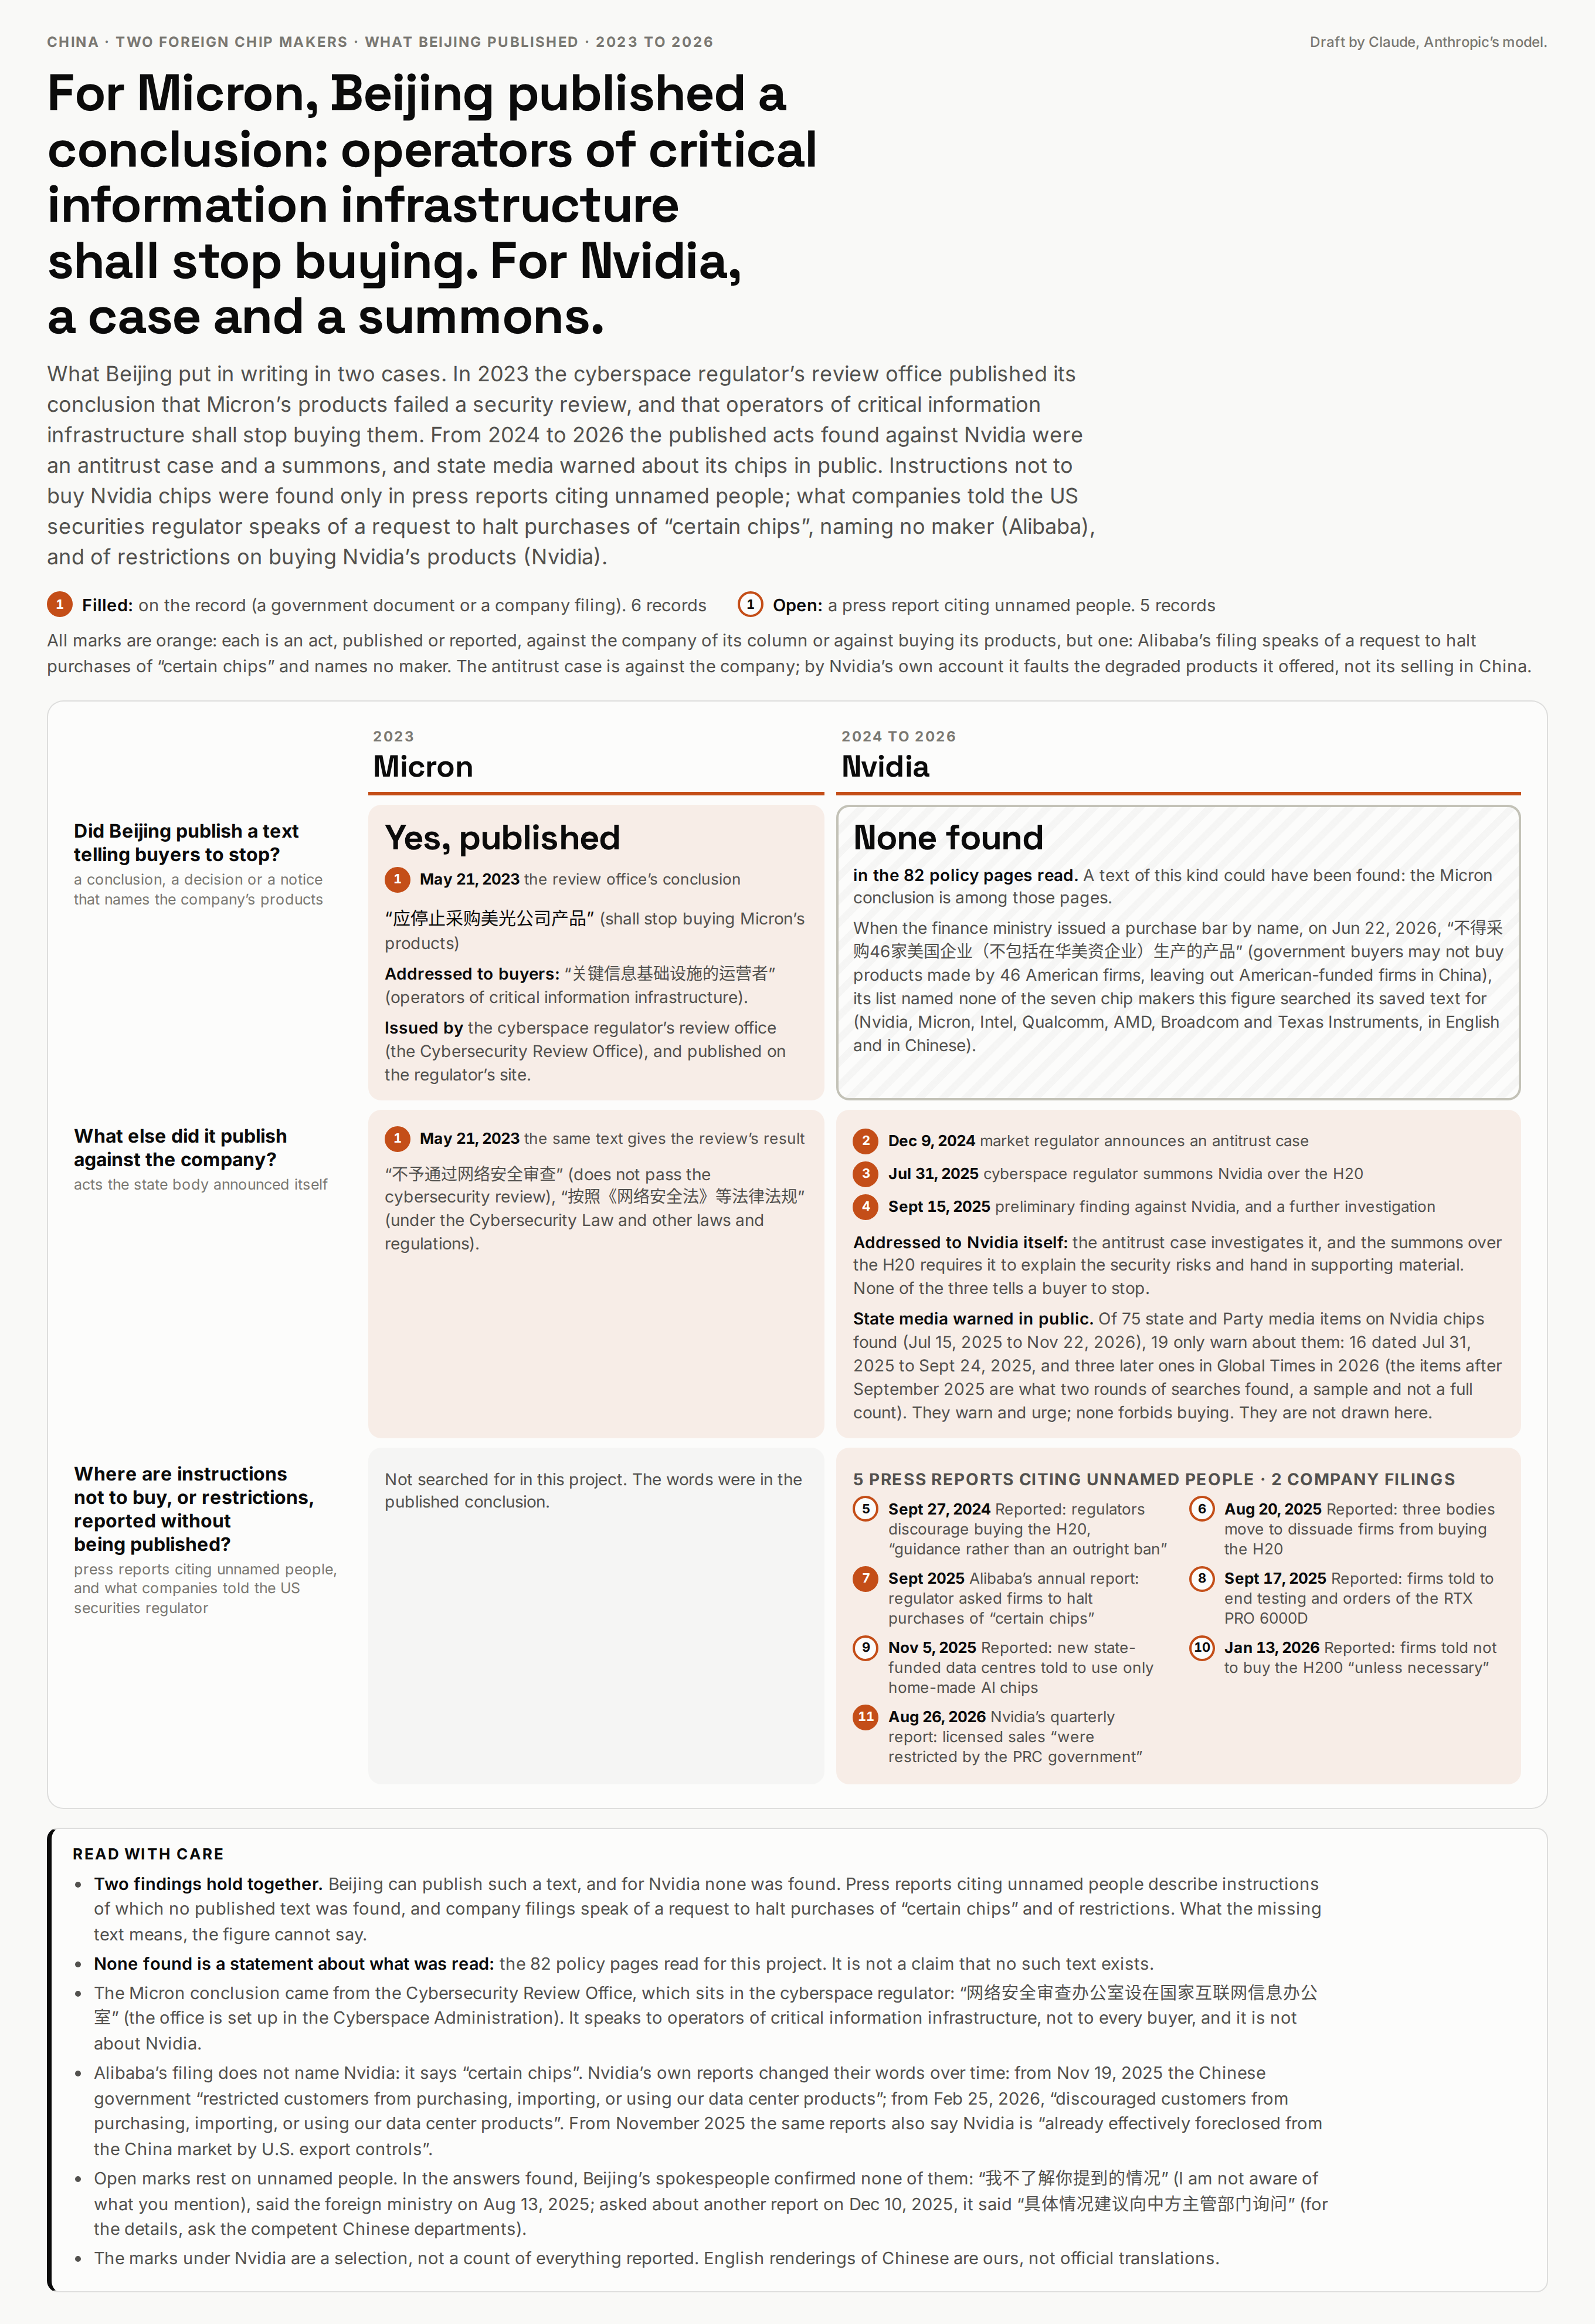 CHINA · TWO FOREIGN CHIP MAKERS · WHAT BEIJING PUBLISHED · 2023 TO 2026
Draft by Claude, Anthropic’s model.
For Micron, Beijing published a
conclusion: operators of critical
information infrastructure
shall stop buying. For Nvidia,
a case and a summons.
What Beijing put in writing in two cases. In 2023 the cyberspace regulator’s review office published its
conclusion that Micron’s products failed a security review, and that operators of critical information
infrastructure shall stop buying them. From 2024 to 2026 the published acts found against Nvidia were
an antitrust case and a summons, and state media warned about its chips in public. Instructions not to
buy Nvidia chips were found only in press reports citing unnamed people; what companies told the US
securities regulator speaks of a request to halt purchases of “certain chips”, naming no maker (Alibaba),
and of restrictions on buying Nvidia’s products (Nvidia).
1 Filled: on the record (a government document or a company filing). 6 records
1 Open: a press report citing unnamed people. 5 records
All marks are orange: each is an act, published or reported, against the company of its column or against buying its products, but one: Alibaba’s filing speaks of a request to halt
purchases of “certain chips” and names no maker. The antitrust case is against the company; by Nvidia’s own account it faults the degraded products it offered, not its selling in China.
2023
Micron
2024 TO 2026
Nvidia
Did Beijing publish a text
telling buyers to stop?
a conclusion, a decision or a notice
that names the company’s products
Yes, published
1 May 21, 2023 the review office’s conclusion
“应停止采购美光公司产品” (shall stop buying Micron’s
products)
Addressed to buyers: “关键信息基础设施的运营者”
(operators of critical information infrastructure).
Issued by the cyberspace regulator’s review office
(the Cybersecurity Review Office), and published on
the regulator’s site.
None found
in the 82 policy pages read. A text of this kind could have been found: the Micron
conclusion is among those pages.
When the finance ministry issued a purchase bar by name, on Jun 22, 2026, “不得采
购46家美国企业（不包括在华美资企业）生产的产品” (government buyers may not buy
products made by 46 American firms, leaving out American-funded firms in China),
its list named none of the seven chip makers this figure searched its saved text for
(Nvidia, Micron, Intel, Qualcomm, AMD, Broadcom and Texas Instruments, in English
and in Chinese).
What else did it publish
against the company?
acts the state body announced itself
1 May 21, 2023 the same text gives the review’s result
“不予通过网络安全审查” (does not pass the
cybersecurity review), “按照《网络安全法》等法律法规”
(under the Cybersecurity Law and other laws and
regulations).
2 Dec 9, 2024 market regulator announces an antitrust case
3 Jul 31, 2025 cyberspace regulator summons Nvidia over the H20
4 Sept 15, 2025 preliminary finding against Nvidia, and a further investigation
Addressed to Nvidia itself: the antitrust case investigates it, and the summons over
the H20 requires it to explain the security risks and hand in supporting material.
None of the three tells a buyer to stop.
State media warned in public. Of 75 state and Party media items on Nvidia chips
found (Jul 15, 2025 to Nov 22, 2026), 19 only warn about them: 16 dated Jul 31,
2025 to Sept 24, 2025, and three later ones in Global Times in 2026 (the items after
September 2025 are what two rounds of searches found, a sample and not a full
count). They warn and urge; none forbids buying. They are not drawn here.
Where are instructions
not to buy, or restrictions,
reported without
being published?
press reports citing unnamed people,
and what companies told the US
securities regulator
Not searched for in this project. The words were in the
published conclusion.
5 PRESS REPORTS CITING UNNAMED PEOPLE · 2 COMPANY FILINGS
5 Sept 27, 2024 Reported: regulators
discourage buying the H20,
“guidance rather than an outright ban”
6 Aug 20, 2025 Reported: three bodies
move to dissuade firms from buying
the H20
7 Sept 2025 Alibaba’s annual report:
regulator asked firms to halt
purchases of “certain chips”
8 Sept 17, 2025 Reported: firms told to
end testing and orders of the RTX
PRO 6000D
9 Nov 5, 2025 Reported: new state-
funded data centres told to use only
home-made AI chips
10 Jan 13, 2026 Reported: firms told not
to buy the H200 “unless necessary”
11 Aug 26, 2026 Nvidia’s quarterly
report: licensed sales “were
restricted by the PRC government”
READ WITH CARE
• Two findings hold together. Beijing can publish such a text, and for Nvidia none was found. Press reports citing unnamed people describe instructions
of which no published text was found, and company filings speak of a request to halt purchases of “certain chips” and of restrictions. What the missing
text means, the figure cannot say.
• None found is a statement about what was read: the 82 policy pages read for this project. It is not a claim that no such text exists.
• The Micron conclusion came from the Cybersecurity Review Office, which sits in the cyberspace regulator: “网络安全审查办公室设在国家互联网信息办公
室” (the office is set up in the Cyberspace Administration). It speaks to operators of critical information infrastructure, not to every buyer, and it is not
about Nvidia.
• Alibaba’s filing does not name Nvidia: it says “certain chips”. Nvidia’s own reports changed their words over time: from Nov 19, 2025 the Chinese
government “restricted customers from purchasing, importing, or using our data center products”; from Feb 25, 2026, “discouraged customers from
purchasing, importing, or using our data center products”. From November 2025 the same reports also say Nvidia is “already effectively foreclosed from
the China market by U.S. export controls”.
• Open marks rest on unnamed people. In the answers found, Beijing’s spokespeople confirmed none of them: “我不了解你提到的情况” (I am not aware of
what you mention), said the foreign ministry on Aug 13, 2025; asked about another report on Dec 10, 2025, it said “具体情况建议向中方主管部门询问” (for
the details, ask the competent Chinese departments).
• The marks under Nvidia are a selection, not a count of everything reported. English renderings of Chinese are ours, not official translations.